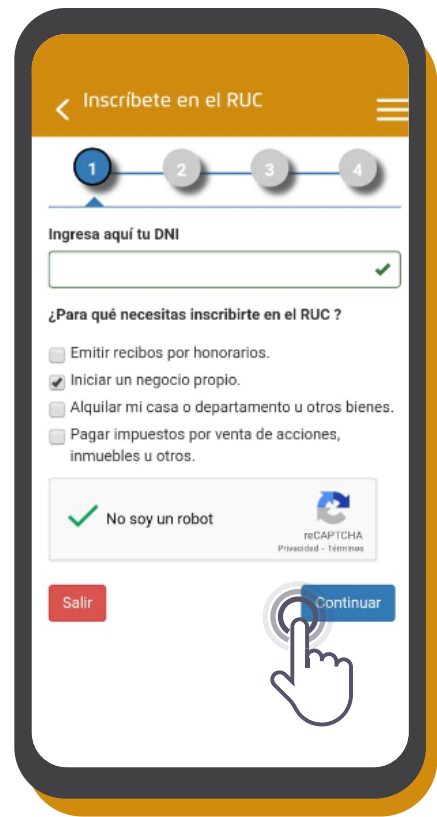 Inscríbete en el RUC
1 2 3 4
Ingresa aquí tu DNI
¿Para qué necesitas inscribirte en el RUC ?
Emitir recibos por honorarios.
Iniciar un negocio propio.
Alquilar mi casa o departamento u otros bienes.
Pagar impuestos por venta de acciones,
inmuebles u otros.
No soy un robot
reCAPTCHA
Privacidad - Términos
Salir
Continuar